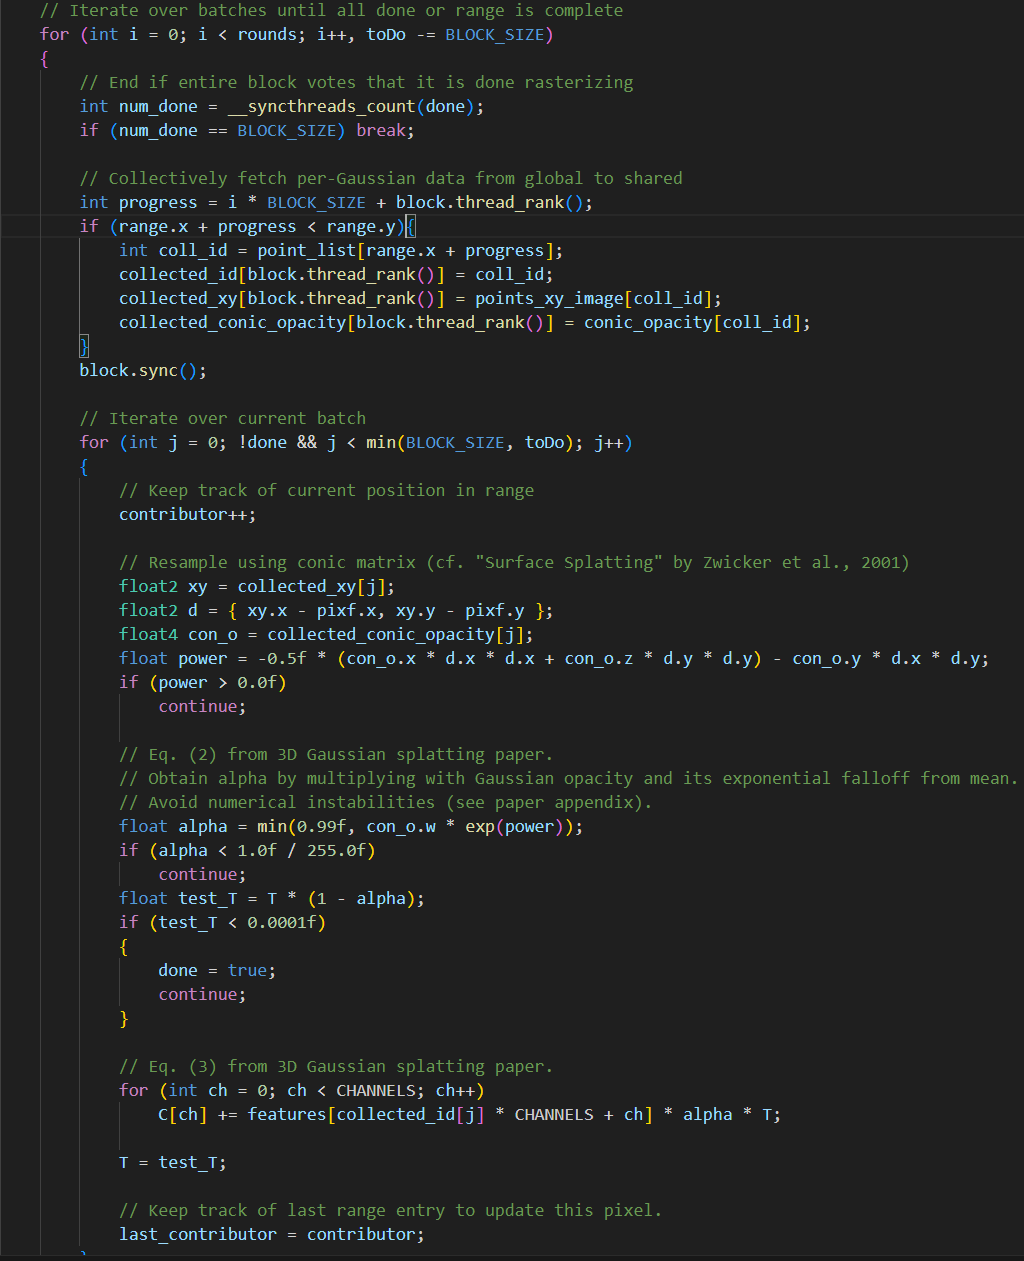 // Iterate over batches until all done or range is complete
for (int i = 0; i < rounds; i++, toDo -= BLOCK_SIZE)
{
    // End if entire block votes that it is done rasterizing
    int num_done = __syncthreads_count(done);
    if (num_done == BLOCK_SIZE) break;

    // Collectively fetch per-Gaussian data from global to shared
    int progress = i * BLOCK_SIZE + block.thread_rank();
    if (range.x + progress < range.y){
        int coll_id = point_list[range.x + progress];
        collected_id[block.thread_rank()] = coll_id;
        collected_xy[block.thread_rank()] = points_xy_image[coll_id];
        collected_conic_opacity[block.thread_rank()] = conic_opacity[coll_id];
    }
    block.sync();

    // Iterate over current batch
    for (int j = 0; !done && j < min(BLOCK_SIZE, toDo); j++)
    {
        // Keep track of current position in range
        contributor++;

        // Resample using conic matrix (cf. "Surface Splatting" by Zwicker et al., 2001)
        float2 xy = collected_xy[j];
        float2 d = { xy.x - pixf.x, xy.y - pixf.y };
        float4 con_o = collected_conic_opacity[j];
        float power = -0.5f * (con_o.x * d.x * d.x + con_o.z * d.y * d.y) - con_o.y * d.x * d.y;
        if (power > 0.0f)
            continue;

        // Eq. (2) from 3D Gaussian splatting paper.
        // Obtain alpha by multiplying with Gaussian opacity and its exponential falloff from mean.
        // Avoid numerical instabilities (see paper appendix).
        float alpha = min(0.99f, con_o.w * exp(power));
        if (alpha < 1.0f / 255.0f)
            continue;
        float test_T = T * (1 - alpha);
        if (test_T < 0.0001f)
        {
            done = true;
            continue;
        }

        // Eq. (3) from 3D Gaussian splatting paper.
        for (int ch = 0; ch < CHANNELS; ch++)
            C[ch] += features[collected_id[j] * CHANNELS + ch] * alpha * T;

        T = test_T;

        // Keep track of last range entry to update this pixel.
        last_contributor = contributor;